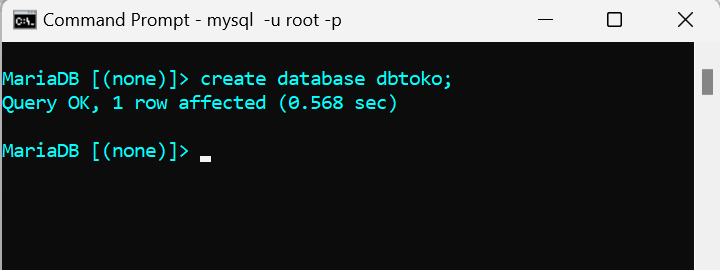 Command Prompt - mysql  -u root -p
MariaDB [(none)]> create database dbtoko;
Query OK, 1 row affected (0.568 sec)
MariaDB [(none)]>